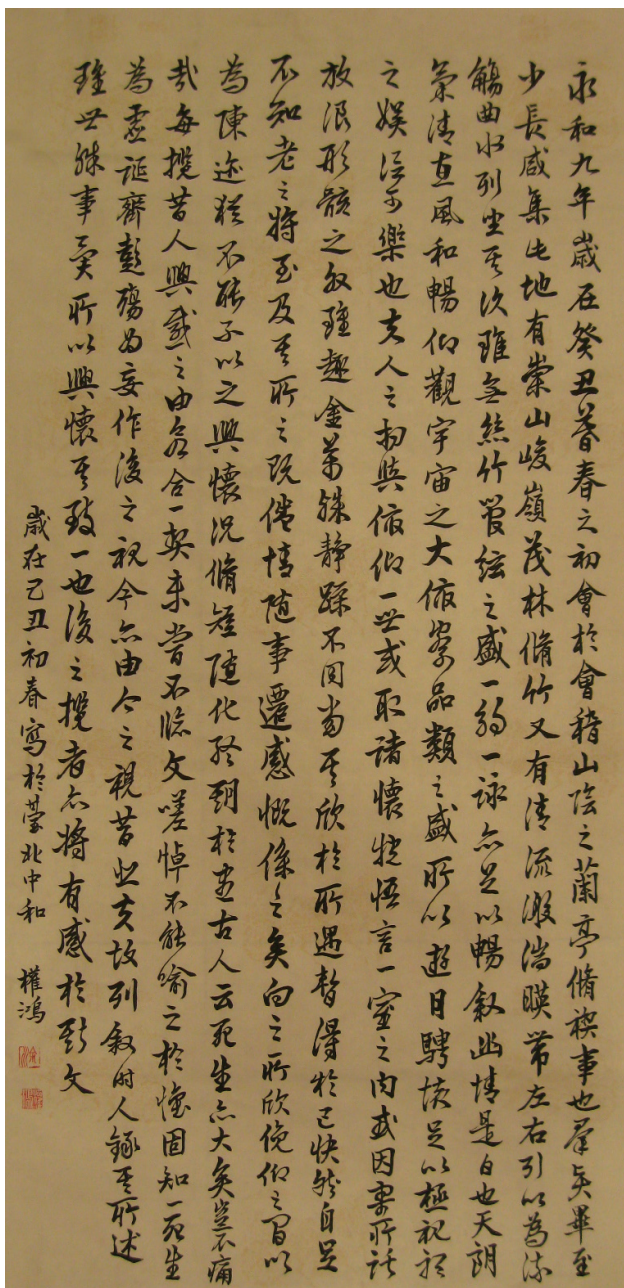 永和九年歲在癸丑暮春之初會於會稽山陰之蘭亭脩禊事也羣賢畢至
少長咸集此地有崇山峻嶺茂林脩竹又有清流激湍暎帶左右引以為流
觴曲水列坐其次雖無絲竹管絃之盛一觴一詠亦足以暢敘幽情是日也天朗
氣清惠風和暢仰觀宇宙之大俯察品類之盛所以遊目騁懷足以極視聽
之娛信可樂也夫人之相與俯仰一世或取諸懷抱悟言一室之內或因寄所託
放浪形骸之外雖趣舍萬殊靜躁不同當其欣於所遇暫得於己快然自足
不知老之將至及其所之既倦情隨事遷感慨係之矣向之所欣俛仰之間以
為陳迹猶不能不以之興懷況脩短隨化終期於盡古人云死生亦大矣豈不痛
哉每攬昔人興感之由若合一契未嘗不臨文嗟悼不能喻之於懷固知一死生
為虛誕齊彭殤為妄作後之視今亦由今之視昔悲夫故列敘時人錄其所述
雖世殊事異所以興懷其致一也後之攬者亦將有感於斯文
歲在己丑初春寫於臺北中和 權鴻